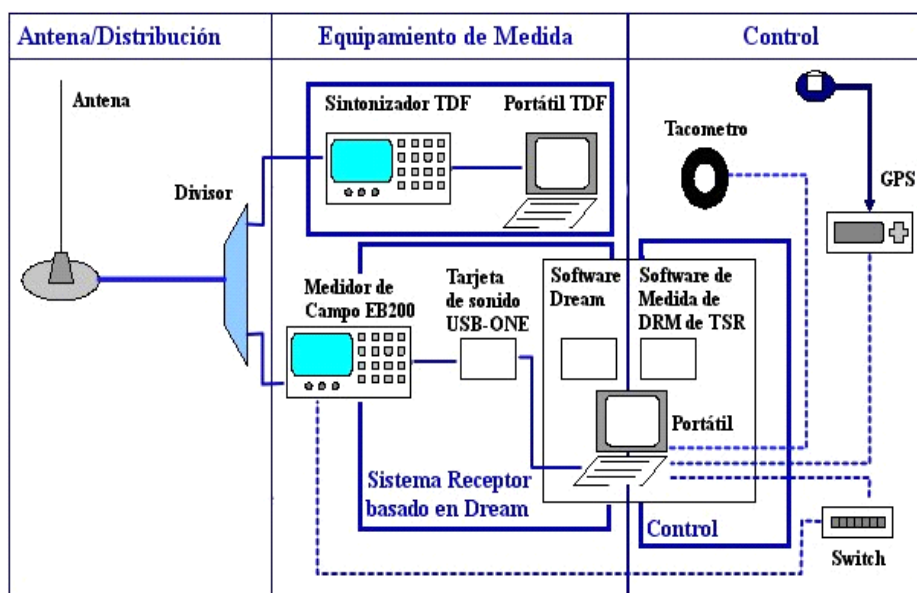 Antena/Distribución
Equipamiento de Medida
Control
Antena
Sintonizador TDF
Portátil TDF
Tacometro
GPS
Divisor
Medidor de
Campo EB200
Tarjeta
de sonido
USB-ONE
Software
Dream
Software de
Medida de
DRM de TSR
Portátil
Sistema Receptor
basado en Dream
Control
Switch